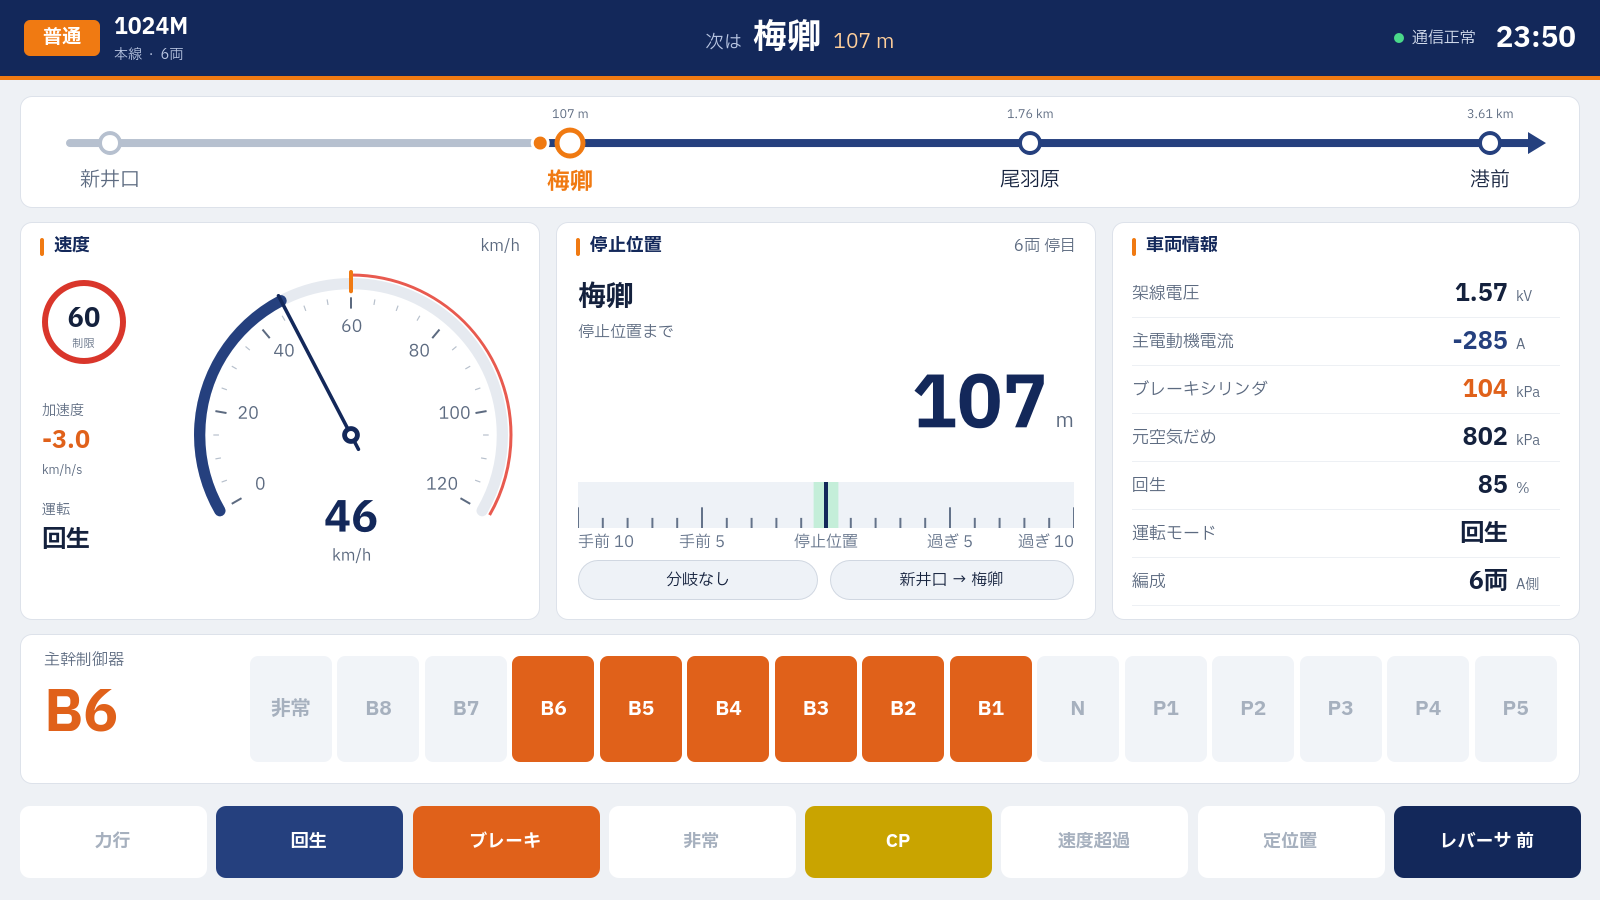 普通
1024M
本線 · 6両
次は 梅卿 107 m
通信正常
23:50
107 m
1.76 km
3.61 km
新井口
梅卿
尾羽原
港前
速度
km/h
60
制限
加速度
-3.0
km/h/s
運転
回生
0
20
40
60
80
100
120
46
km/h
停止位置
6両 停目
梅卿
停止位置まで
107 m
手前 10
手前 5
停止位置
過ぎ 5
過ぎ 10
分岐なし
新井口 → 梅卿
車両情報
架線電圧 1.57 kV
主電動機電流 -285 A
ブレーキシリンダ 104 kPa
元空気だめ 802 kPa
回生 85 %
運転モード 回生
編成 6両 A側
主幹制御器
B6
非常
B8
B7
B6
B5
B4
B3
B2
B1
N
P1
P2
P3
P4
P5
力行
回生
ブレーキ
非常
CP
速度超過
定位置
レバーサ 前